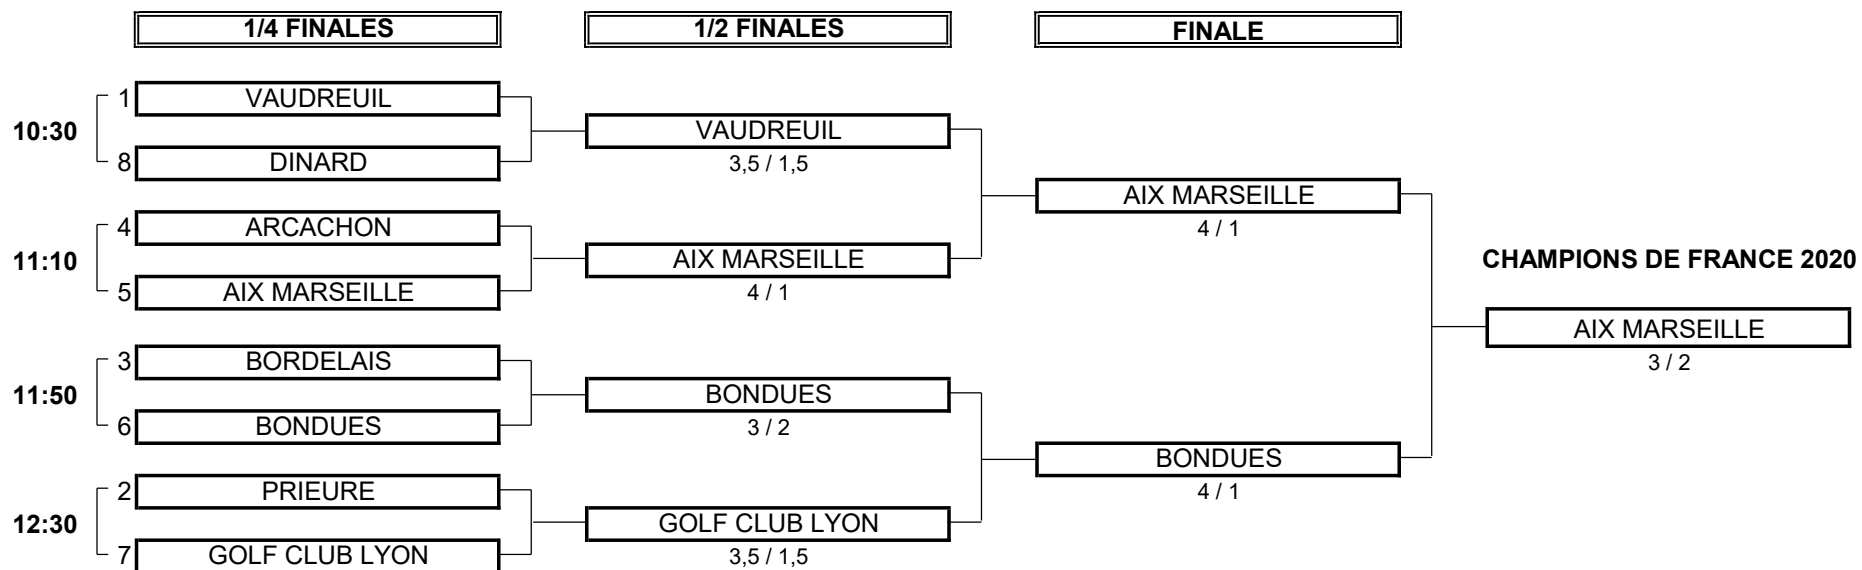 1/4 FINALES
1/2 FINALES
FINALE
1 VAUDREUIL
10:30
8 DINARD
VAUDREUIL
3,5 / 1,5
4 ARCACHON
11:10
5 AIX MARSEILLE
AIX MARSEILLE
4 / 1
AIX MARSEILLE
4 / 1
3 BORDELAIS
11:50
6 BONDUES
BONDUES
3 / 2
2 PRIEURE
12:30
7 GOLF CLUB LYON
GOLF CLUB LYON
3,5 / 1,5
BONDUES
4 / 1
CHAMPIONS DE FRANCE 2020
AIX MARSEILLE
3 / 2